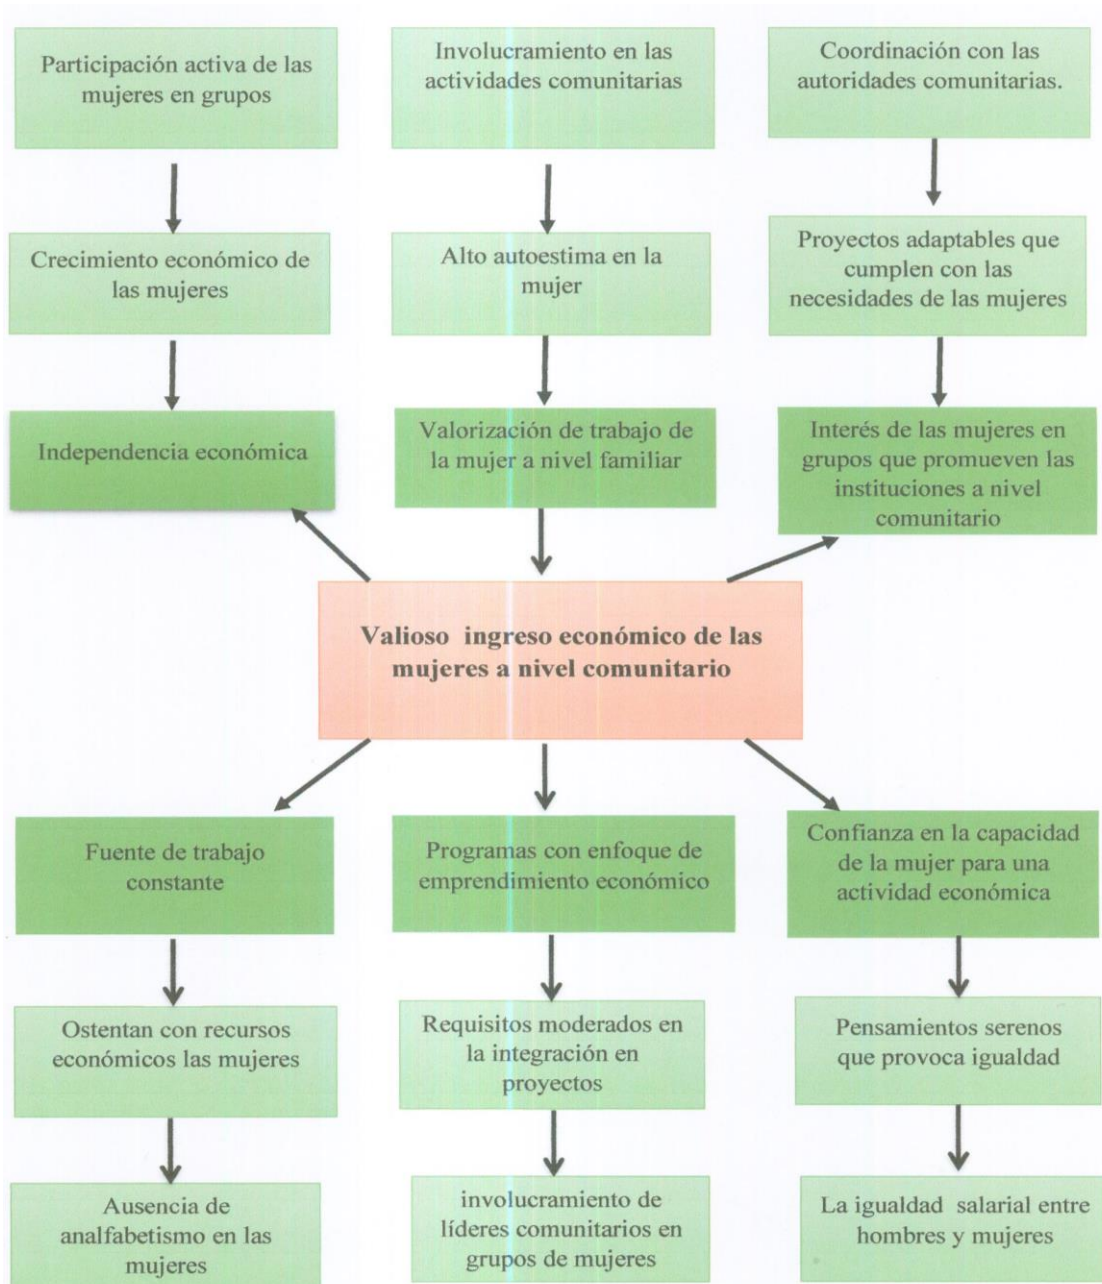 Participación activa de las
mujeres en grupos
Involucramiento en las
actividades comunitarias
Coordinación con las
autoridades comunitarias.
Crecimiento económico de
las mujeres
Alto autoestima en la
mujer
Proyectos adaptables que
cumplen con las
necesidades de las mujeres
Independencia económica
Valorización de trabajo de
la mujer a nivel familiar
Interés de las mujeres en
grupos que promueven las
instituciones a nivel
comunitario
Valioso ingreso económico de las
mujeres a nivel comunitario
Fuente de trabajo
constante
Programas con enfoque de
emprendimiento económico
Confianza en la capacidad
de la mujer para una
actividad económica
Ostentan con recursos
económicos las mujeres
Requisitos moderados en
la integración en
proyectos
Pensamientos serenos
que provoca igualdad
Ausencia de
analfabetismo en las
mujeres
involucramiento de
líderes comunitarios en
grupos de mujeres
La igualdad salarial entre
hombres y mujeres